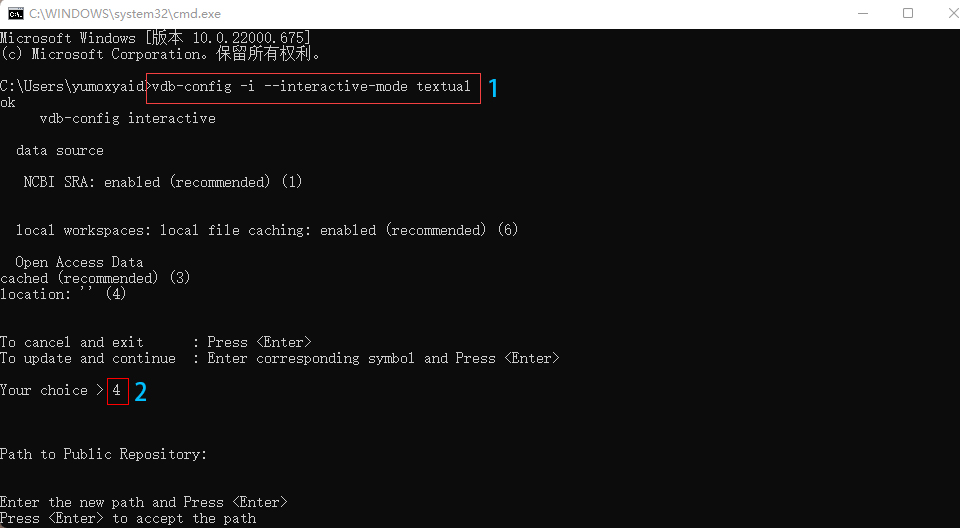 C:\WINDOWS\system32\cmd.exe
Microsoft Windows [版本 10.0.22000.675]
(c) Microsoft Corporation。保留所有权利。
C:\Users\yumoxyaid>vdb-config -i --interactive-mode textual 1
ok
vdb-config interactive
data source
NCBI SRA: enabled (recommended) (1)
local workspaces: local file caching: enabled (recommended) (6)
Open Access Data
cached (recommended) (3)
location: '' (4)
To cancel and exit : Press <Enter>
To update and continue : Enter corresponding symbol and Press <Enter>
Your choice > 4 2
Path to Public Repository:
Enter the new path and Press <Enter>
Press <Enter> to accept the path